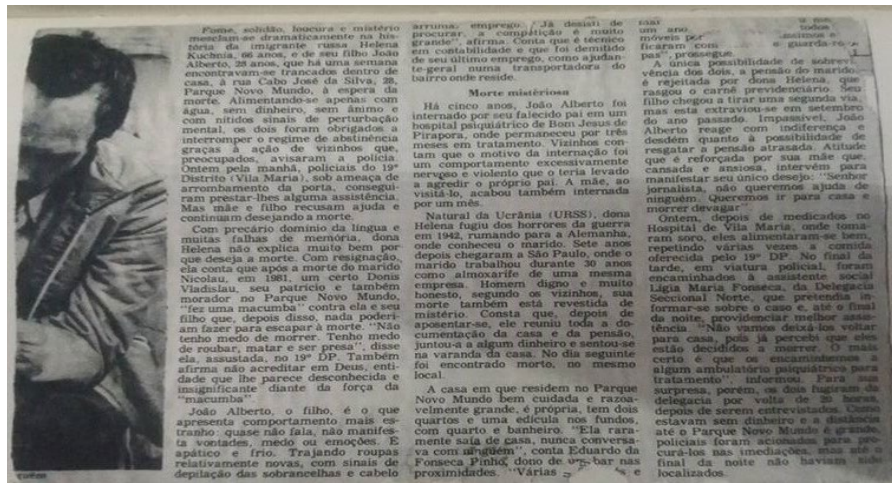 Fome, solidão, loucura e mistério
mesclam-se dramaticamente na his-
tória da imigrante russa Helena
Kuchnia, 66 anos, e de seu filho João
Alberto, 28 anos, que há uma semana
encontravam-se trancados dentro de
casa, à rua Cabo José da Silva, 28,
Parque Novo Mundo, à espera da
morte. Alimentando-se apenas com
água, sem dinheiro, sem ânimo e
com nítidos sinais de perturbação
mental, os dois foram obrigados a
interromper o regime de abstinência
graças à ação de vizinhos que,
preocupados, avisaram a polícia.
Ontem pela manhã, policiais do 19º
Distrito (Vila Maria), sob ameaça de
arrombamento da porta, consegui-
ram prestar-lhes alguma assistência.
Mas mãe e filho recusam ajuda e
continuam desejando a morte.
Com precário domínio da língua e
muitas falhas de memória, dona
Helena não explica muito bem por
que deseja a morte. Com resignação,
ela conta que após a morte do marido
Nicolau, em 1981, um certo Donis
Vladislau, seu patrício e também
morador no Parque Novo Mundo,
"fez uma macumba" contra ela e seu
filho que, depois disso, nada poderi-
am fazer para escapar à morte. "Não
tenho medo de morrer. Tenho medo
de roubar, matar e ser presa", disse
ela, assustada, no 19º DP. Também
afirma não acreditar em Deus, enti-
dade que lhe parece desconhecida e
insignificante diante da força da
"macumba".
João Alberto, o filho, é o que
apresenta comportamento mais es-
tranho: quase não fala, não manifes-
ta vontades, medo ou emoções. É
apático e frio. Trajando roupas
relativamente novas, com sinais de
depilação das sobrancelhas e cabelo
arruma. emprego. "Já desisti de
procurar, a competição é muito
grande", afirma. Conta que é técnico
em contabilidade e que foi demitido
de seu último emprego, como ajudan-
te-geral numa transportadora do
bairro onde reside.
Morte misteriosa
Há cinco anos, João Alberto foi
internado por seu falecido pai em um
hospital psiquiátrico de Bom Jesus de
Pirapora, onde permaneceu por três
meses em tratamento. Vizinhos con-
tam que o motivo da internação foi
um comportamento excessivamente
nervoso e violento que o teria levado
a agredir o próprio pai. A mãe, ao
visitá-lo, acabou também internada
por um mês.
Natural da Ucrânia (URSS), dona
Helena fugiu dos horrores da guerra
em 1942, rumando para a Alemanha,
onde conheceu o marido. Sete anos
depois chegaram a São Paulo, onde o
marido trabalhou durante 30 anos
como almoxarife de uma mesma
empresa. Homem digno e muito
honesto, segundo os vizinhos, sua
morte também está revestida de
mistério. Consta que, depois de
aposentar-se, ele reuniu toda a do-
cumentação da casa e da pensão,
juntou-a a algum dinheiro e sentou-se
na varanda da casa. No dia seguinte
foi encontrado morto, no mesmo
local.
A casa em que residem no Parque
Novo Mundo bem cuidada e razoa-
velmente grande, é própria, tem dois
quartos e uma edícula nos fundos,
com quarto e banheiro. "Ela rara-
mente saía de casa, nunca conversa-
va com ninguém", conta Eduardo da
Fonseca Pinho, dono de um bar nas
proximidades. "Várias e
um ano todos
móveis
ficaram com e guarda-rou-
pas", prossegue.
A única possibilidade de sobrevi-
vência dos dois, a pensão do marido,
é rejeitada por dona Helena, que
rasgou o carnê previdenciário. Seu
filho chegou a tirar uma segunda via,
mas esta extraviou-se em setembro
do ano passado. Impassível, João
Alberto reage com indiferença e
desdém quanto à possibilidade de
resgatar a pensão atrasada. Atitude
que é reforçada por sua mãe que,
cansada e ansiosa, intervém para
manifestar seu único desejo: "Senhor
jornalista, não queremos ajuda de
ninguém. Queremos ir para casa e
morrer devagar"
Ontem, depois de medicados no
Hospital de Vila Maria, onde toma-
ram soro, eles alimentaram-se bem,
repetindo várias vezes a comida
oferecida pelo 19º DP. No final da
tarde, em viatura policial, foram
encaminhados à assistente social
Lígia Maria Fonseca, da Delegacia
Seccional Norte, que pretendia in-
formar-se sobre o caso e, até o final
da noite, providenciar melhor assis-
tência. "Não vamos deixá-los voltar
para casa, pois já percebi que eles
estão decididos a morrer. O mais
certo é que os encaminhemos a
algum ambulatório psiquiátrico para
tratamento", informou. Para sua
surpresa, porém, os dois fugiram da
delegacia por volta de 20 horas,
depois de serem entrevistados. Como
estavam sem dinheiro e a distância
até o Parque Novo Mundo é grande,
policiais foram acionados para pro-
curá-los nas imediações, mas até o
final da noite não haviam sido
localizados.